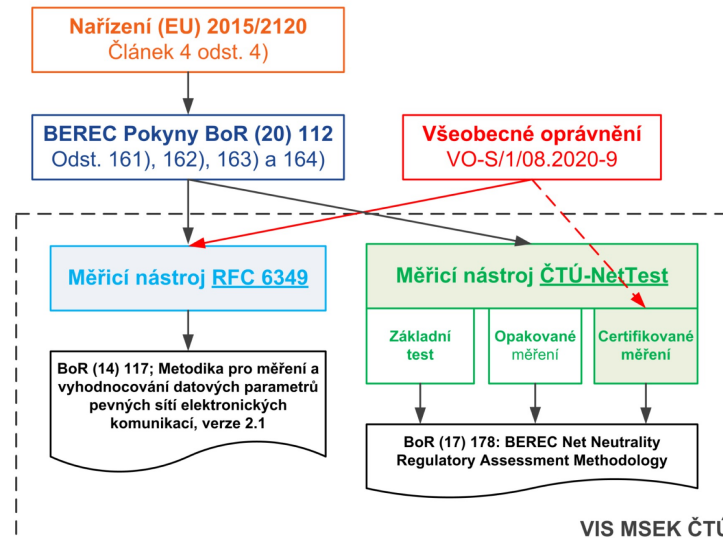 Nařízení (EU) 2015/2120
Článek 4 odst. 4)
BEREC Pokyny BoR (20) 112
Odst. 161), 162), 163) a 164)
Všeobecné oprávnění
VO-S/1/08.2020-9
Měřicí nástroj RFC 6349
Měřicí nástroj ČTÚ-NetTest
Základní
test
Opakované
měření
Certifikované
měření
BoR (14) 117; Metodika pro měření a
vyhodnocování datových parametrů
pevných sítí elektronických
komunikací, verze 2.1
BoR (17) 178: BEREC Net Neutrality
Regulatory Assessment Methodology
VIS MSEK ČTÚ